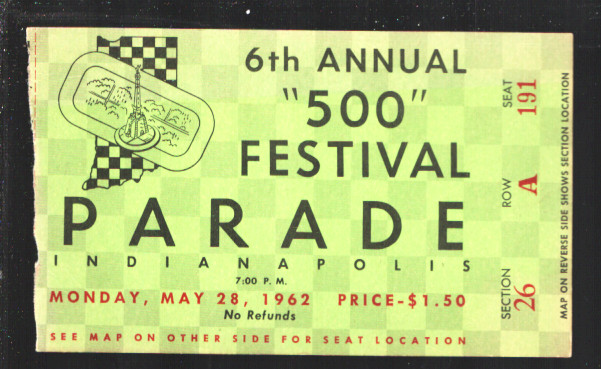 6th ANNUAL
"500"
FESTIVAL
PARADE
INDIANAPOLIS
7:00 P. M.
MONDAY, MAY 28, 1962 PRICE-$1.50
No Refunds
SEE MAP ON OTHER SIDE FOR SEAT LOCATION
SECTION 26 ROW A SEAT 191
MAP ON REVERSE SIDE SHOWS SECTION LOCATION